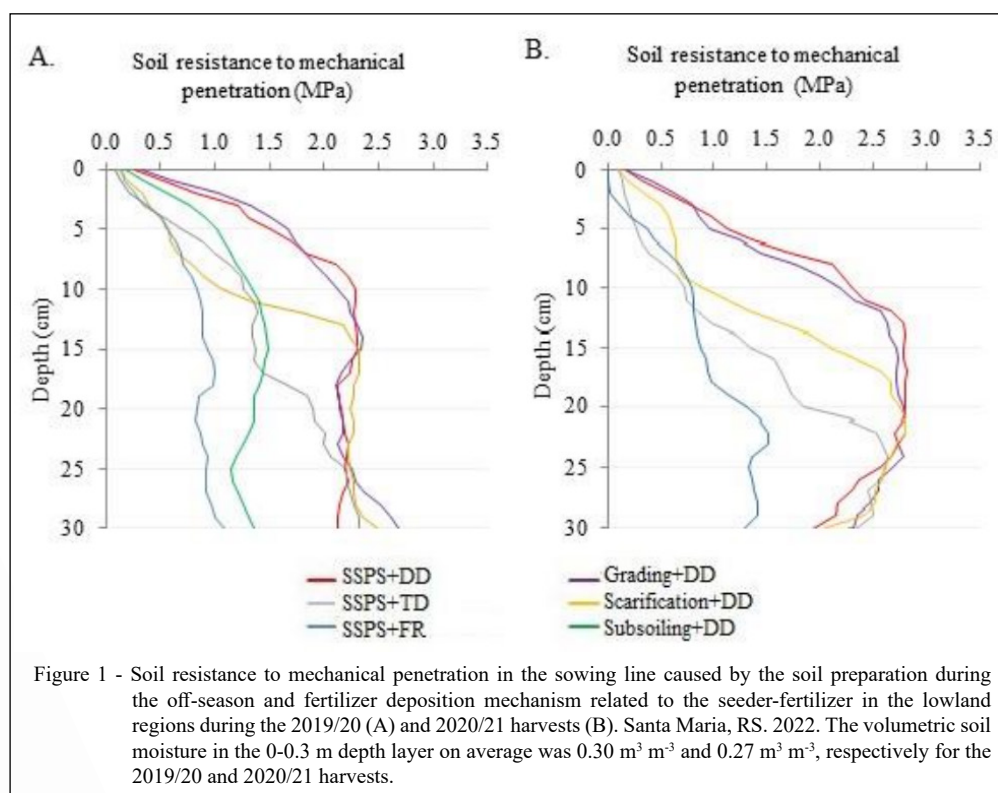 A.
Soil resistance to mechanical
penetration (MPa)
0.0 0.5 1.0 1.5 2.0 2.5 3.0 3.5
0
5
10
15
20
25
30
Depth (cm)
B.
Soil resistance to mechanical
penetration (MPa)
0.0 0.5 1.0 1.5 2.0 2.5 3.0 3.5
0
5
10
15
20
25
30
Depth (cm)
SSPS+DD
SSPS+TD
SSPS+FR
Grading+DD
Scarification+DD
Subsoiling+DD
Figure 1 - Soil resistance to mechanical penetration in the sowing line caused by the soil preparation during
the off-season and fertilizer deposition mechanism related to the seeder-fertilizer in the lowland
regions during the 2019/20 (A) and 2020/21 harvests (B). Santa Maria, RS. 2022. The volumetric soil
moisture in the 0-0.3 m depth layer on average was 0.30 m³ m⁻³ and 0.27 m³ m⁻³, respectively for the
2019/20 and 2020/21 harvests.